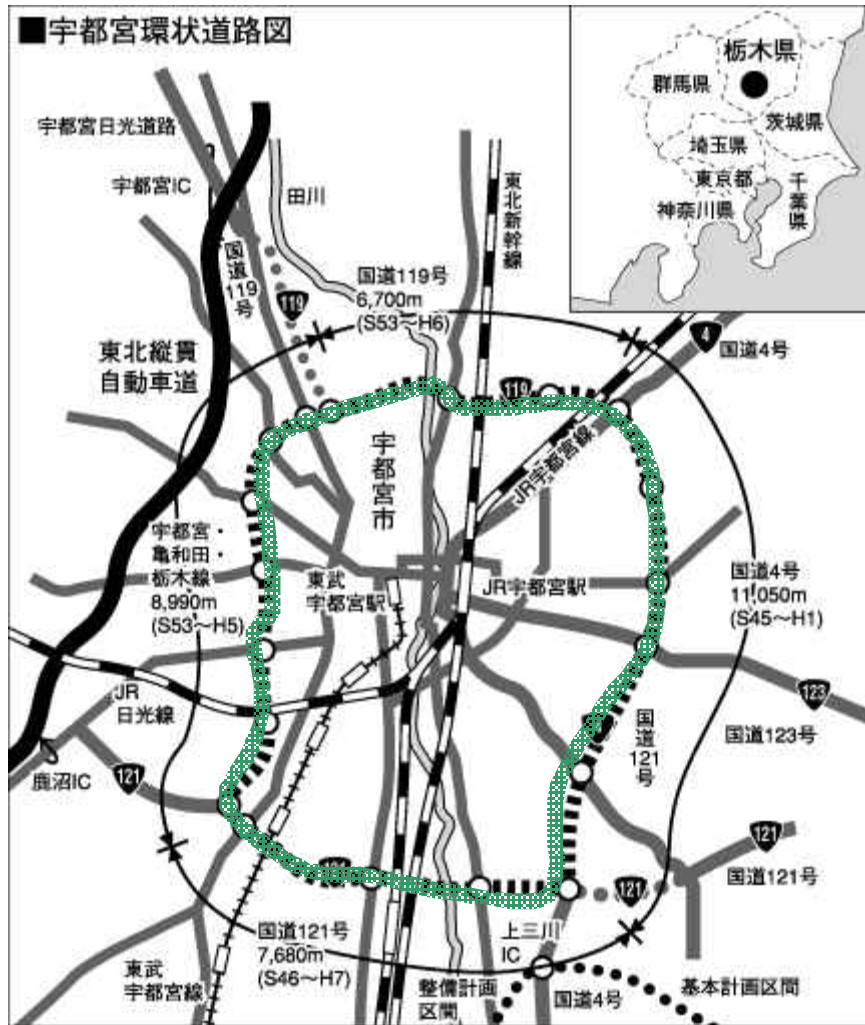 ■宇都宮環状道路図
栃木県
群馬県
茨城県
埼玉県
東京都
千葉県
神奈川県
宇都宮日光道路
宇都宮IC
田川
東北新幹線
国道119号
119
国道119号
6,700m
(S53～H6)
4
国道4号
東北縦貫
自動車道
119
宇都宮市
JR宇都宮線
宇都宮・
亀和田・
栃木線
8,990m
(S53～H5)
東武
宇都宮駅
JR宇都宮駅
国道4号
11,050m
(S45～H1)
JR
日光線
123
国道123号
国道121号
鹿沼IC
121
121
国道121号
121
国道121号
7,680m
(S46～H7)
上三川
IC
東武
宇都宮線
整備計画
区間
国道4号
基本計画区間